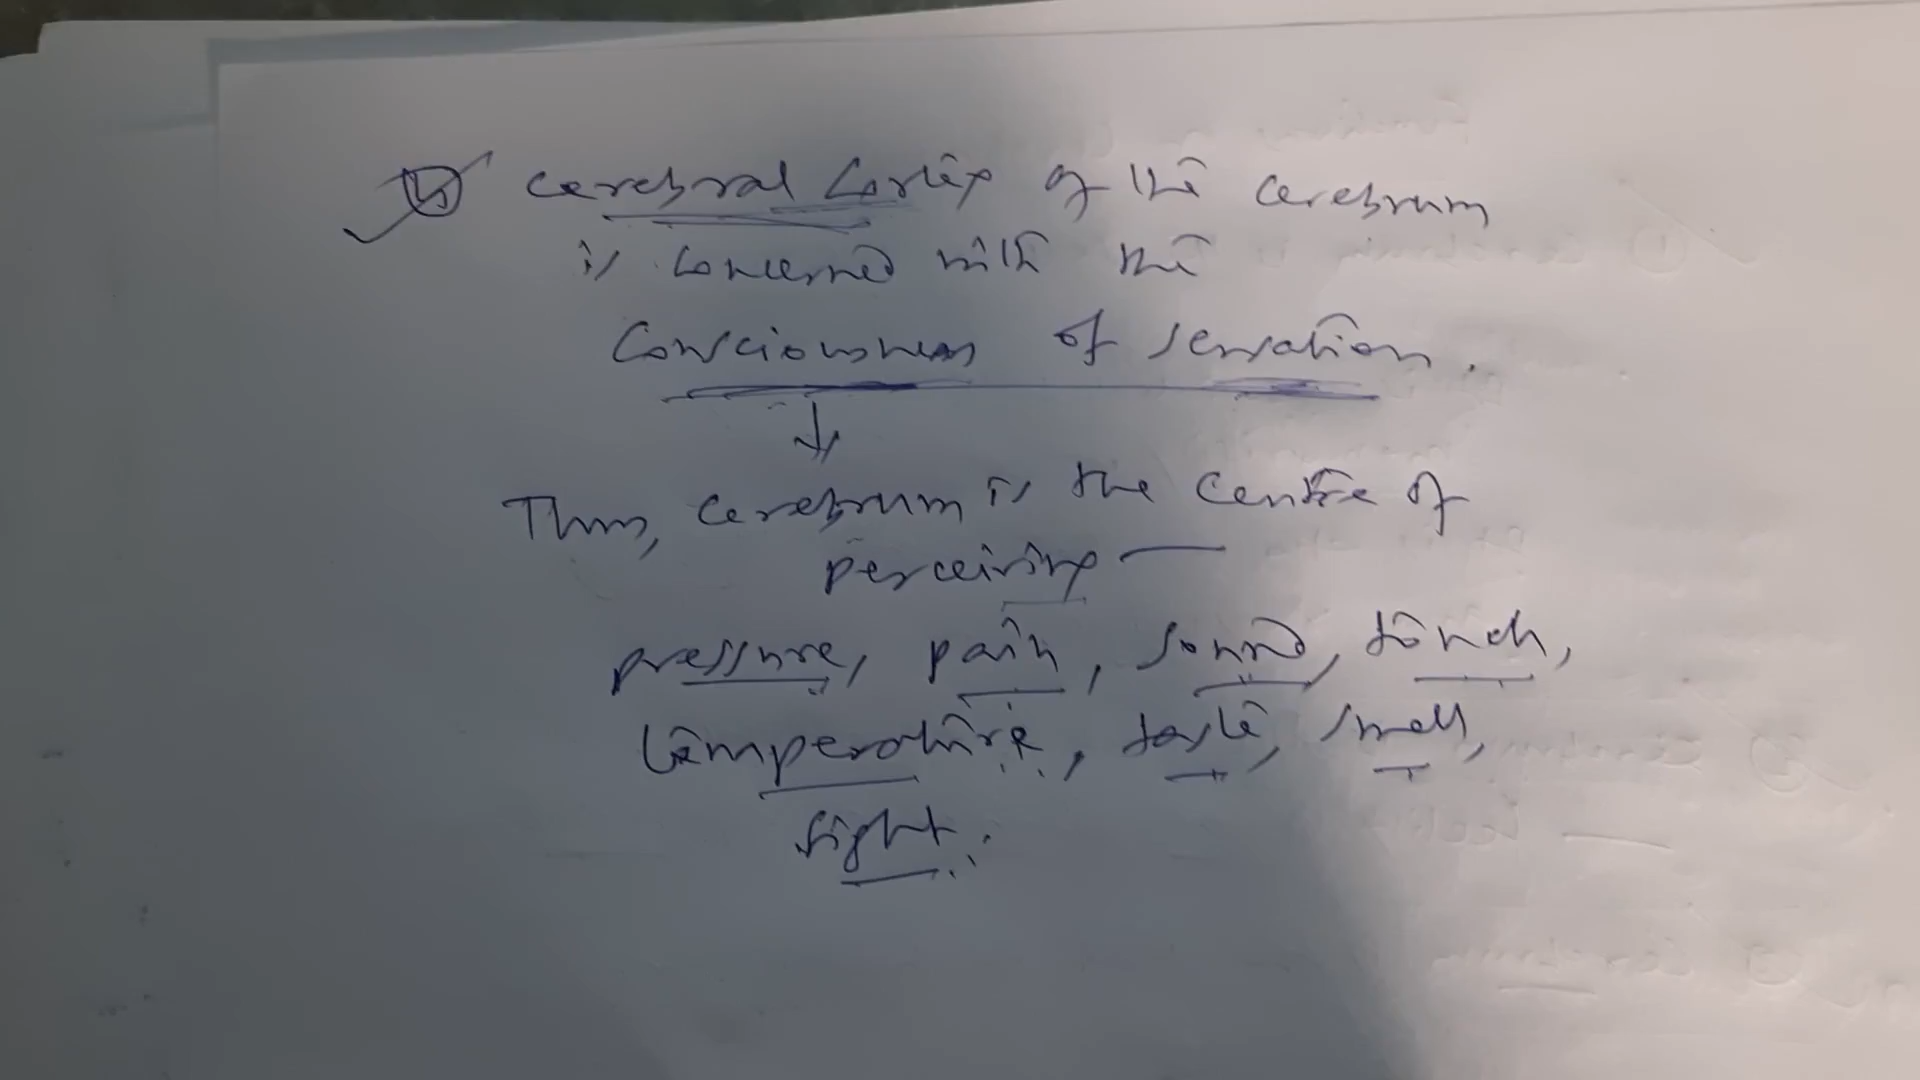 Cerebral Cortex of the Cerebrum
is concerned with the
Consciousness of sensation.
↓
Thus, Cerebrum is the Centre of
perceiving —
pressure, pain, sound, touch,
temperature, taste, smell,
sight.